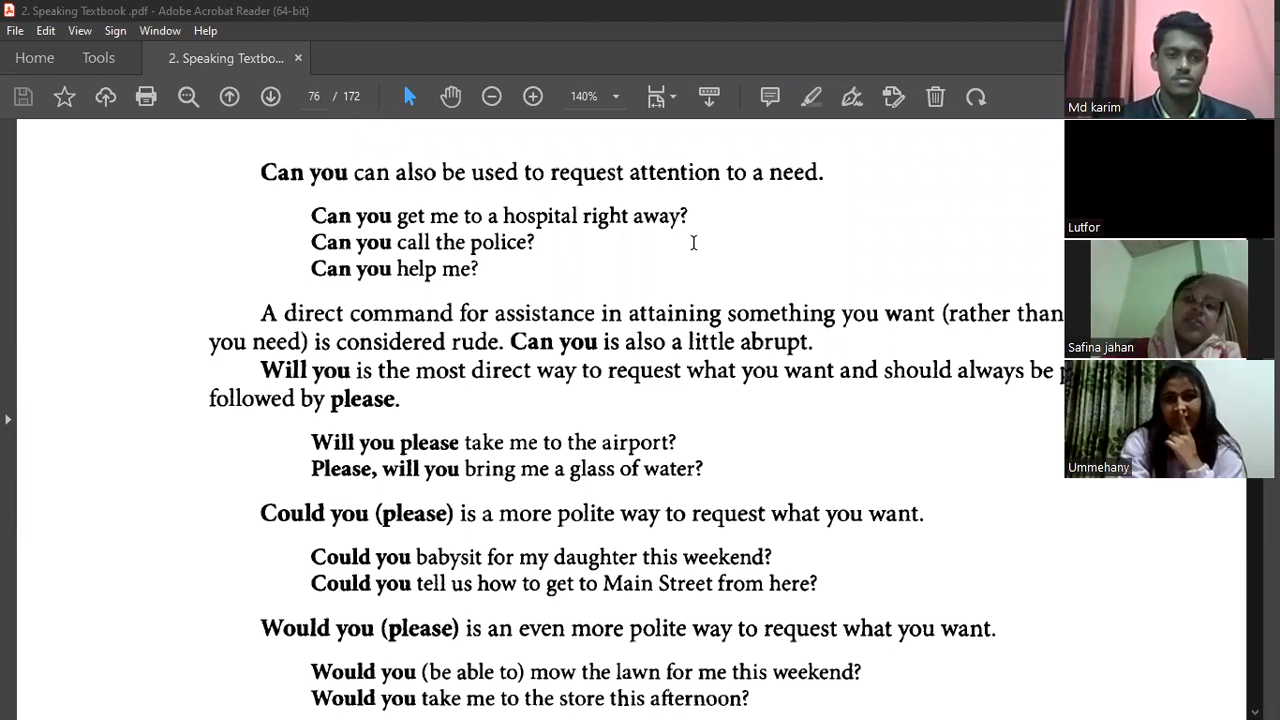 2. Speaking Textbook .pdf - Adobe Acrobat Reader (64-bit)
File Edit View Sign Window Help
Home Tools 2. Speaking Textbo... ×
76 / 172 140%
Can you can also be used to request attention to a need.
Can you get me to a hospital right away?
Can you call the police?
Can you help me?
A direct command for assistance in attaining something you want (rather than
you need) is considered rude. Can you is also a little abrupt.
Will you is the most direct way to request what you want and should always be
followed by please.
Will you please take me to the airport?
Please, will you bring me a glass of water?
Could you (please) is a more polite way to request what you want.
Could you babysit for my daughter this weekend?
Could you tell us how to get to Main Street from here?
Would you (please) is an even more polite way to request what you want.
Would you (be able to) mow the lawn for me this weekend?
Would you take me to the store this afternoon?
Md karim
Lutfor
Safina jahan
Ummehany